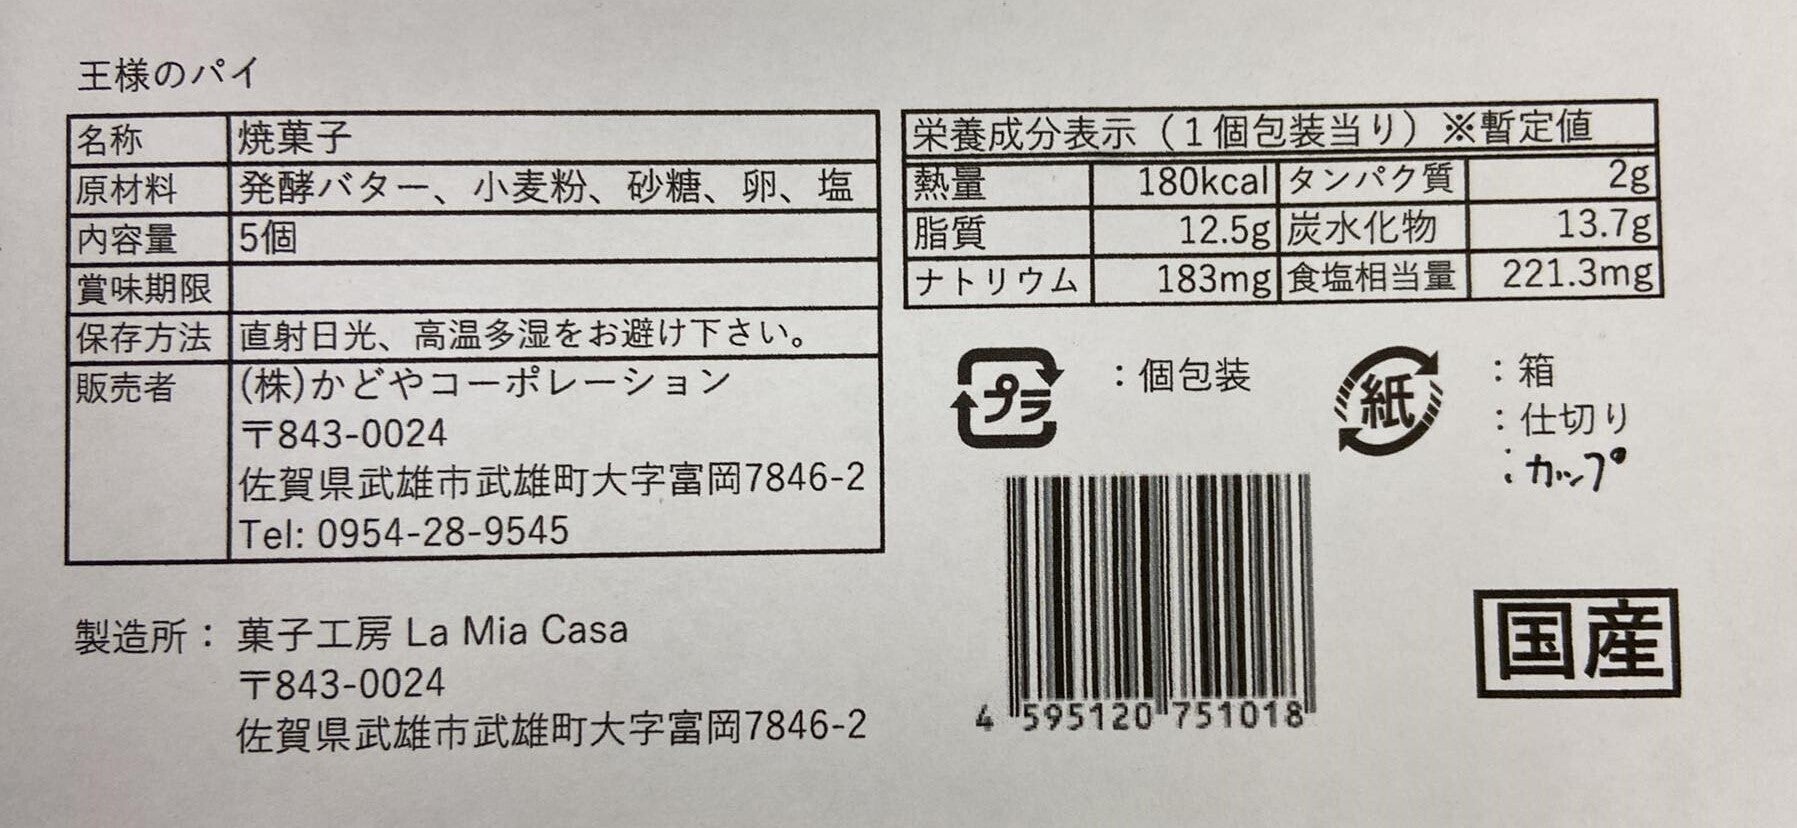 王様のパイ
名称 焼菓子
原材料 発酵バター、小麦粉、砂糖、卵、塩
内容量 5個
賞味期限
保存方法 直射日光、高温多湿をお避け下さい。
販売者 (株)かどやコーポレーション
〒843-0024
佐賀県武雄市武雄町大字富岡7846-2
Tel: 0954-28-9545
製造所： 菓子工房 La Mia Casa
〒843-0024
佐賀県武雄市武雄町大字富岡7846-2
栄養成分表示（１個包装当り）※暫定値
熱量 180kcal タンパク質 2g
脂質 12.5g 炭水化物 13.7g
ナトリウム 183mg 食塩相当量 221.3mg
プラ ：個包装
紙 ：箱
：仕切り
：カップ
4 595120 751018
国産